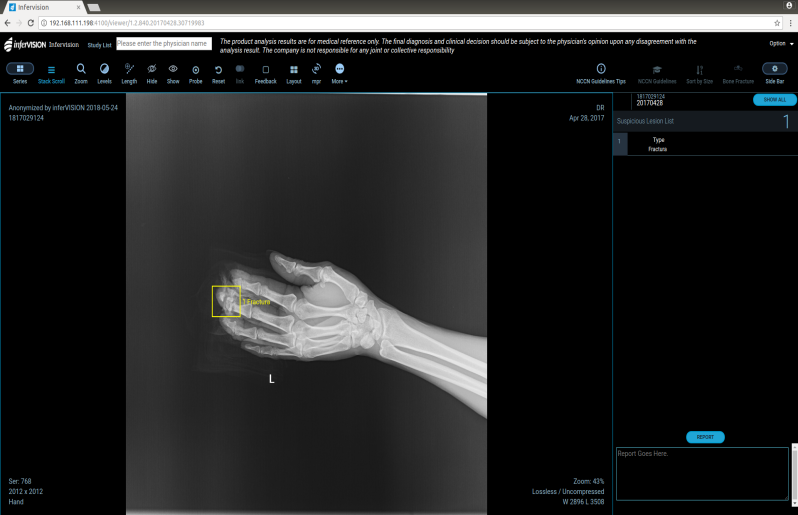 Infervision
192.168.111.198:4100/viewer/1.2.840.20170428.30719983
inferVISION Infervision Study List Please enter the physician name
The product analysis results are for medical reference only. The final diagnosis and clinical decision should be subject to the physician's opinion upon any disagreement with the
analysis result. The company is not responsible for any joint or collective responsibility
Option
Series Stack Scroll Zoom Levels Length Hide Show Probe Reset link Feedback Layout mpr More
NCCN Guidelines Tips NCCN Guidelines Sort by Size Bone Fracture Side Bar
Anonymized by inferVISION 2018-05-24
1817029124
DR
Apr 28, 2017
1817029124
20170428
SHOW ALL
Suspicious Lesion List 1
1 Type
Fracture
1 Fracture
L
REPORT
Report Goes Here.
Ser: 768
2012 x 2012
Hand
Zoom: 43%
Lossless / Uncompressed
W 2896 L 3508